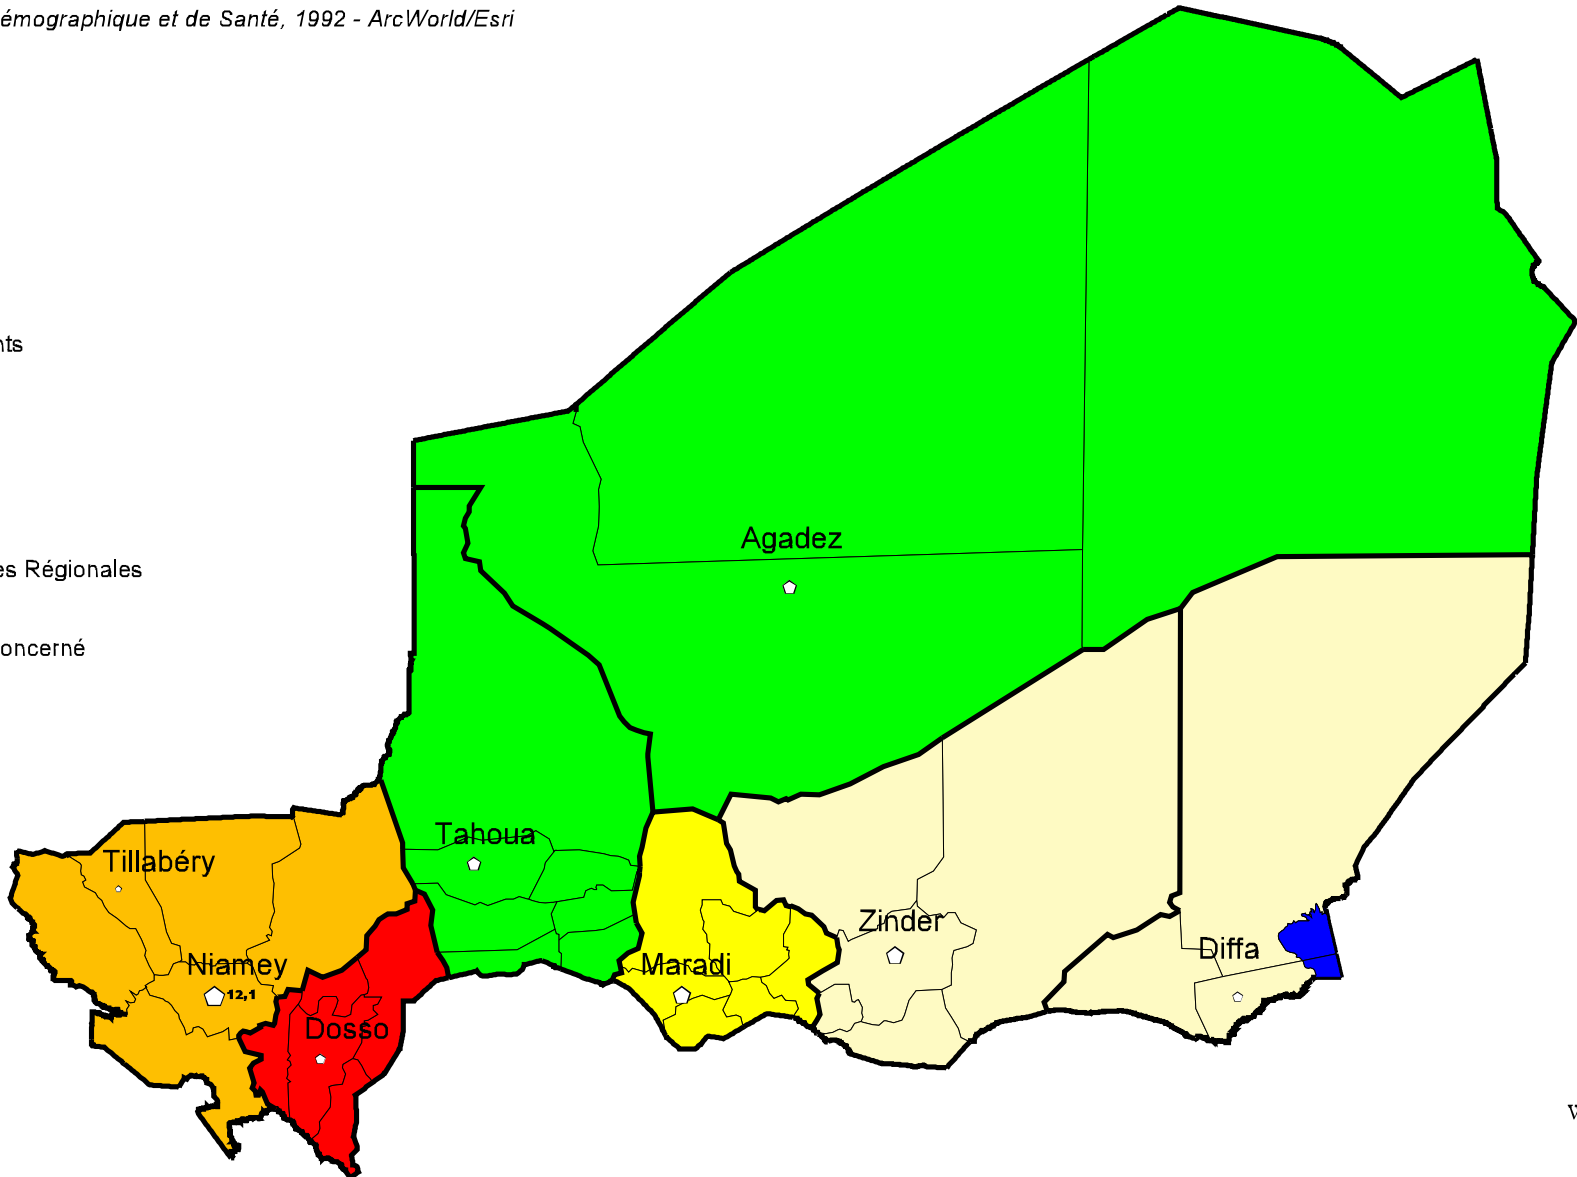 émographique et de Santé, 1992 - ArcWorld/Esri
nts
Agadez
es Régionales
oncerné
Tahoua
Tillabéry
Zinder
Diffa
Niamey
Maradi
12,1
Dosso